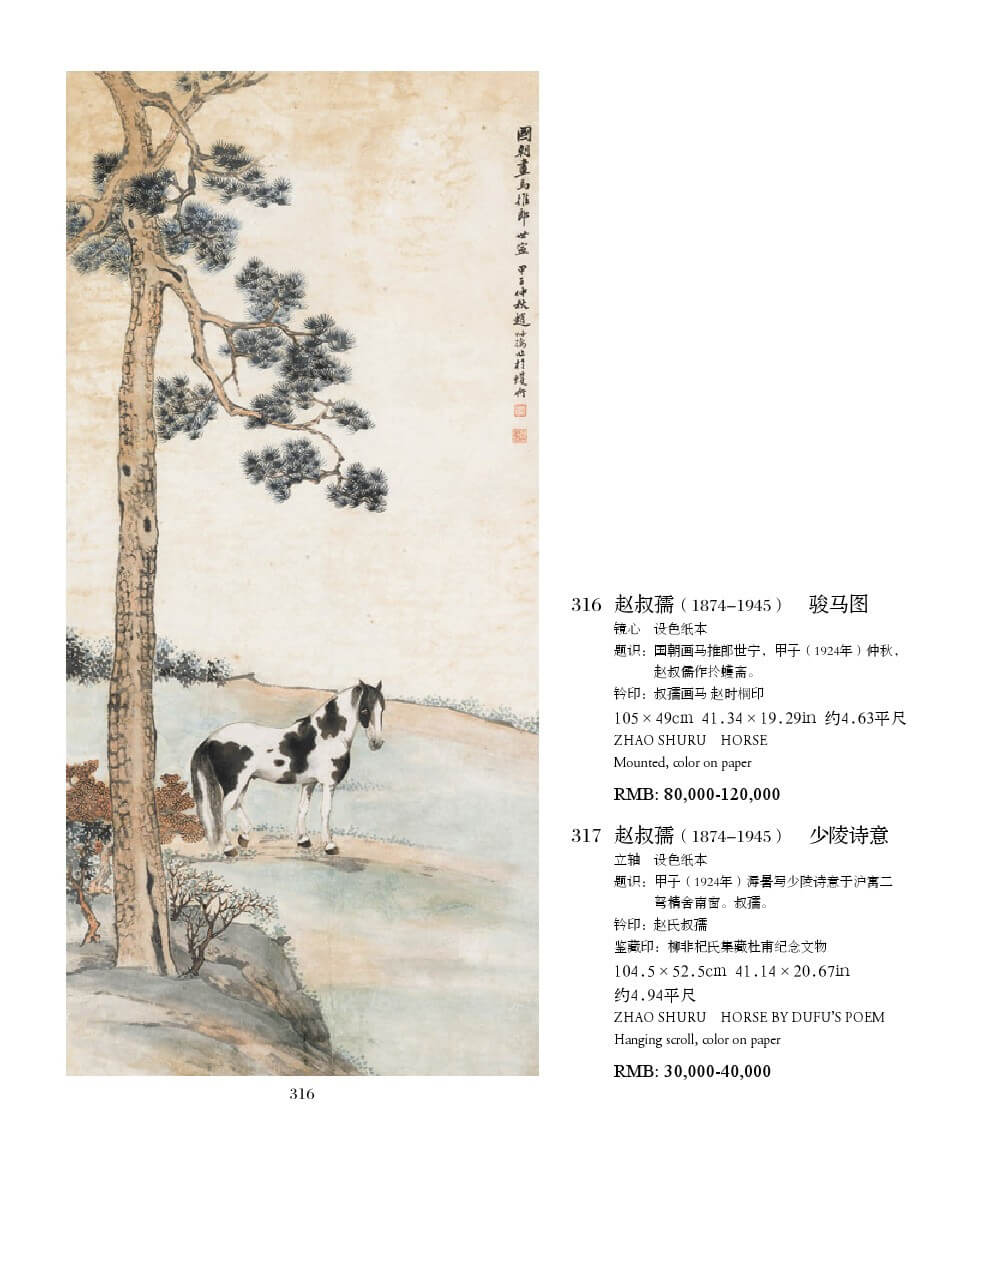 國朝畫馬推郎世寧甲子仲秋趙叔孺作於蠖齋
316
316 赵叔孺（1874–1945） 骏马图
镜心 设色纸本
题识：国朝画马推郎世宁，甲子（1924年）仲秋，
赵叔儒作扵蠖斋。
钤印：叔孺画马 赵时棡印
105×49cm 41.34×19.29in 约4.63平尺
ZHAO SHURU HORSE
Mounted, color on paper
RMB: 80,000-120,000
317 赵叔孺（1874–1945） 少陵诗意
立轴 设色纸本
题识：甲子（1924年）溽暑写少陵诗意于沪寓二
弩精舍南窗。叔孺。
钤印：赵氏叔孺
鉴藏印：柳非杞氏集藏杜甫纪念文物
104.5×52.5cm 41.14×20.67in
约4.94平尺
ZHAO SHURU HORSE BY DUFU'S POEM
Hanging scroll, color on paper
RMB: 30,000-40,000